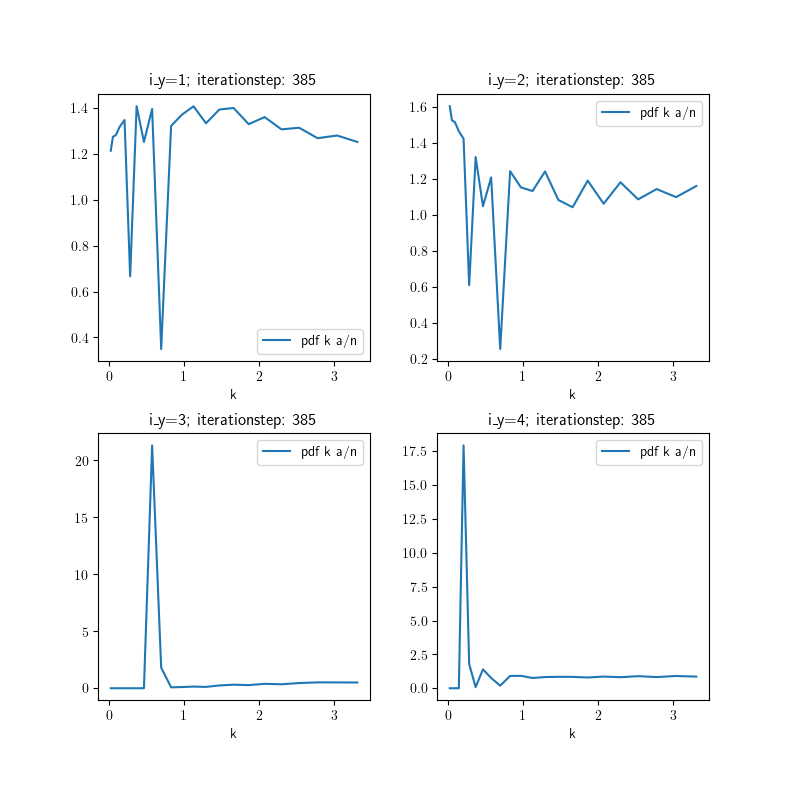 i_y=1; iterationstep: 385
1.4
1.2
1.0
0.8
0.6
0.4
pdf k a/n
0 1 2 3
k
i_y=2; iterationstep: 385
pdf k a/n
1.6
1.4
1.2
1.0
0.8
0.6
0.4
0.2
0 1 2 3
k
i_y=3; iterationstep: 385
pdf k a/n
20
15
10
5
0
0 1 2 3
k
i_y=4; iterationstep: 385
pdf k a/n
17.5
15.0
12.5
10.0
7.5
5.0
2.5
0.0
0 1 2 3
k